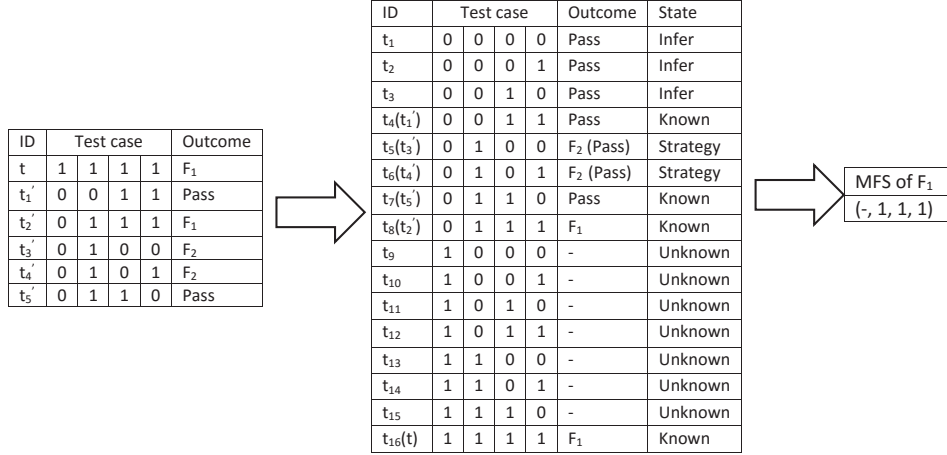 ID Test case Outcome
t 1 1 1 1 F₁
t₁′ 0 0 1 1 Pass
t₂′ 0 1 1 1 F₁
t₃′ 0 1 0 0 F₂
t₄′ 0 1 0 1 F₂
t₅′ 0 1 1 0 Pass
ID Test case Outcome State
t₁ 0 0 0 0 Pass Infer
t₂ 0 0 0 1 Pass Infer
t₃ 0 0 1 0 Pass Infer
t₄(t₁′) 0 0 1 1 Pass Known
t₅(t₃′) 0 1 0 0 F₂ (Pass) Strategy
t₆(t₄′) 0 1 0 1 F₂ (Pass) Strategy
t₇(t₅′) 0 1 1 0 Pass Known
t₈(t₂′) 0 1 1 1 F₁ Known
t₉ 1 0 0 0 - Unknown
t₁₀ 1 0 0 1 - Unknown
t₁₁ 1 0 1 0 - Unknown
t₁₂ 1 0 1 1 - Unknown
t₁₃ 1 1 0 0 - Unknown
t₁₄ 1 1 0 1 - Unknown
t₁₅ 1 1 1 0 - Unknown
t₁₆(t) 1 1 1 1 F₁ Known
MFS of F₁
(-, 1, 1, 1)